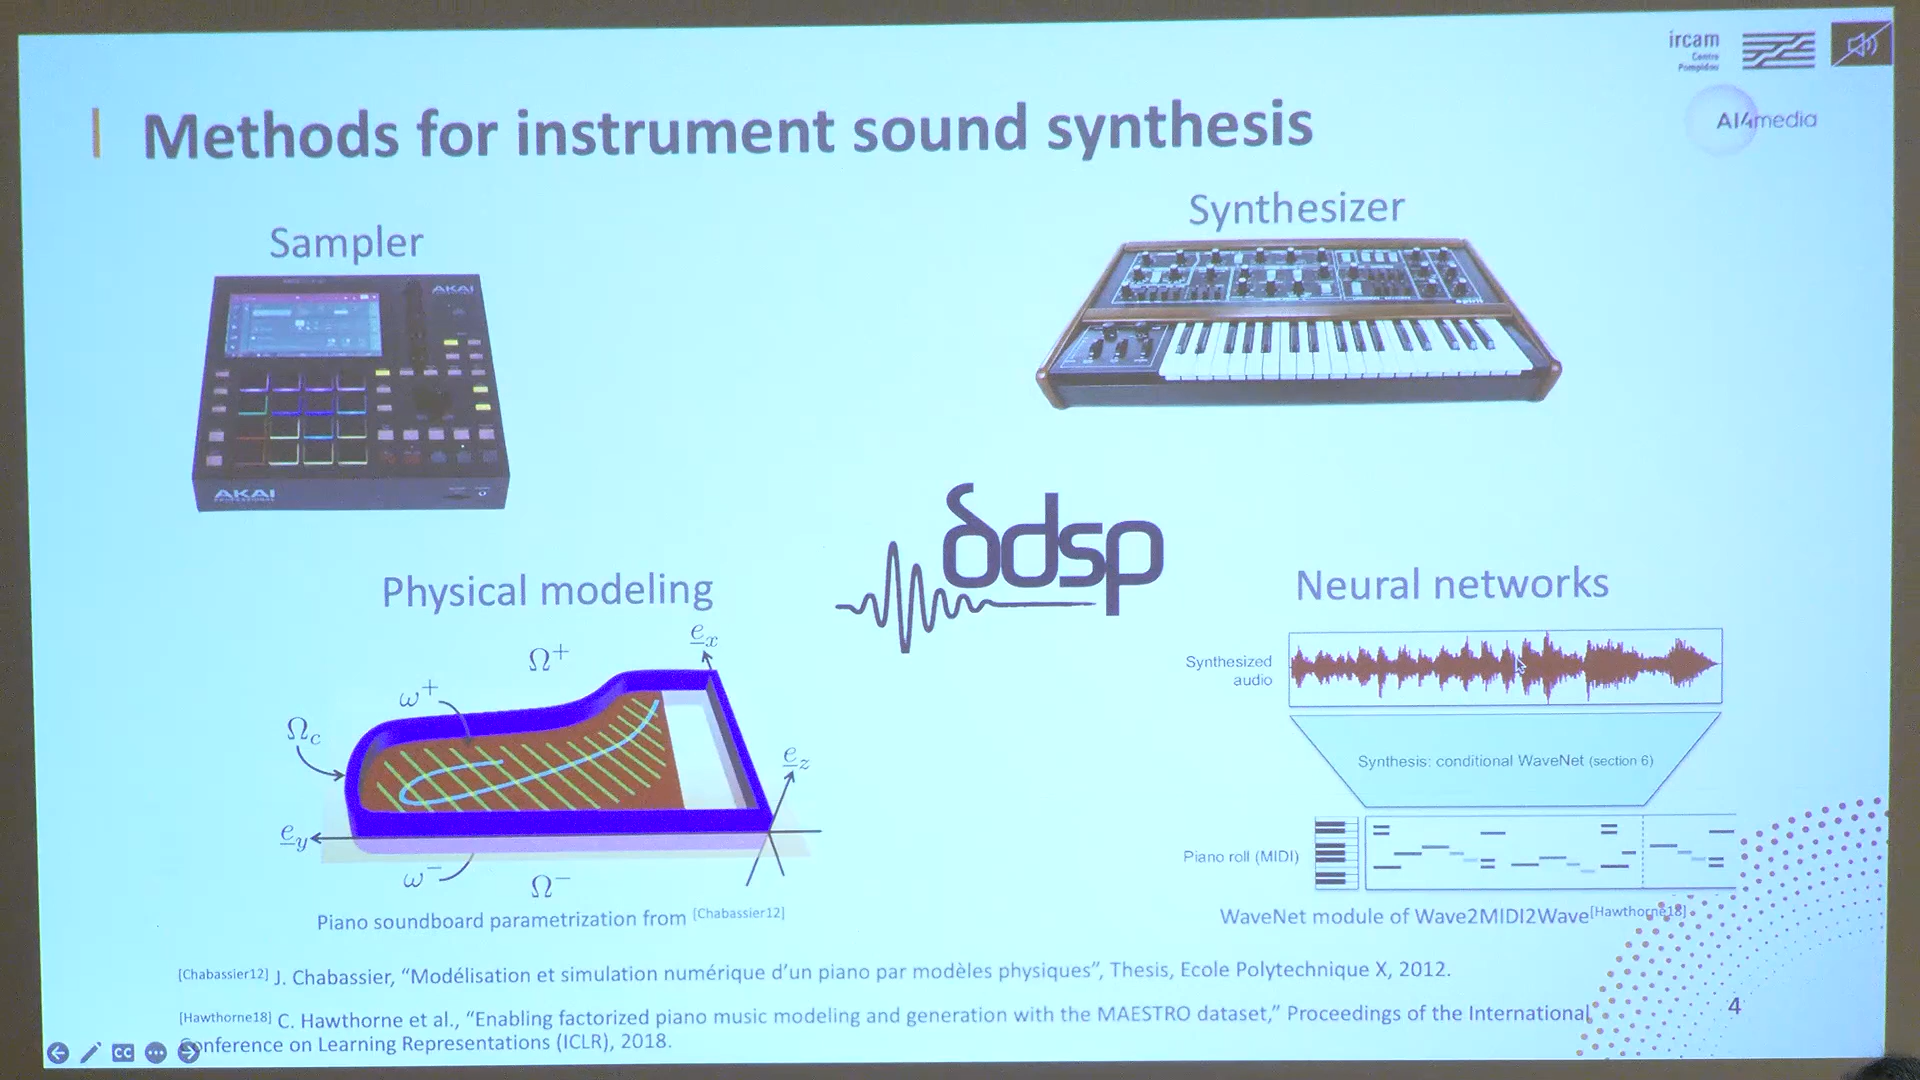 ircam
Centre
Pompidou
AI4media
Methods for instrument sound synthesis
Sampler
Synthesizer
AKAI
AKAI
PROFESSIONAL
δdsp
Physical modeling
Neural networks
e_x
Ω⁺
ω⁺
Ω_c
e_z
e_y
ω⁻
Ω⁻
Synthesized
audio
Synthesis: conditional WaveNet (section 6)
Piano roll (MIDI)
Piano soundboard parametrization from [Chabassier12]
WaveNet module of Wave2MIDI2Wave[Hawthorne18]
[Chabassier12] J. Chabassier, “Modélisation et simulation numérique d’un piano par modèles physiques”, Thesis, Ecole Polytechnique X, 2012.
[Hawthorne18] C. Hawthorne et al., “Enabling factorized piano music modeling and generation with the MAESTRO dataset,” Proceedings of the International
Conference on Learning Representations (ICLR), 2018.
4
CC